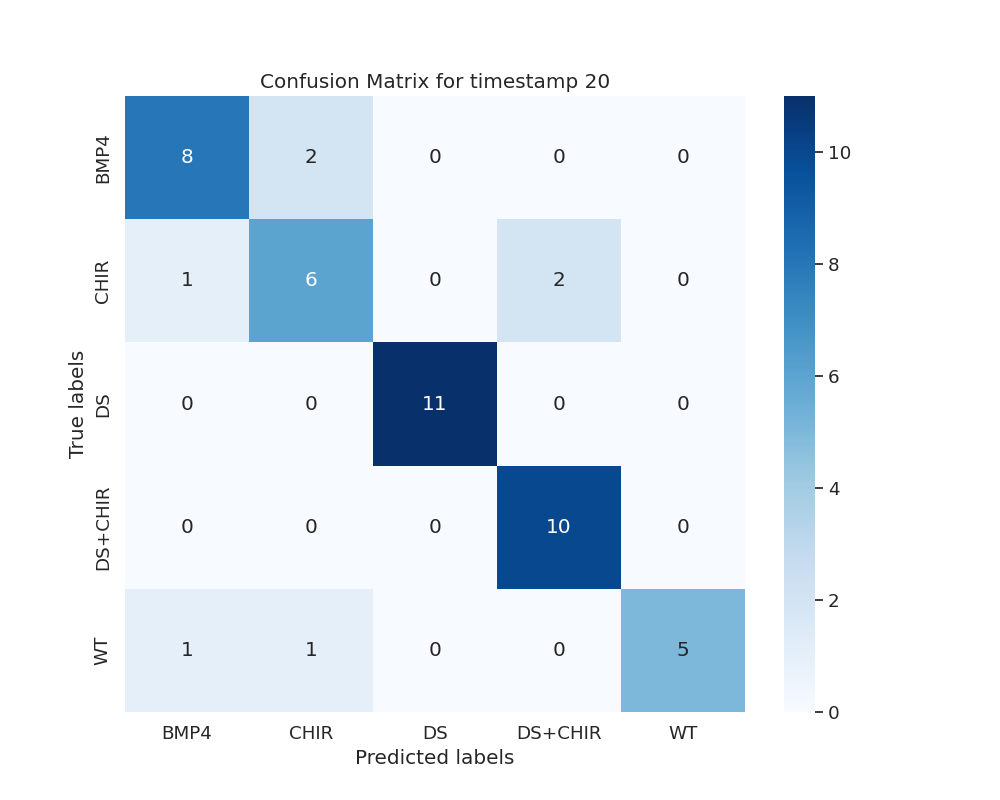 Confusion Matrix for timestamp 20
BMP4 8 2 0 0 0
CHIR 1 6 0 2 0
DS 0 0 11 0 0
DS+CHIR 0 0 0 10 0
WT 1 1 0 0 5
BMP4 CHIR DS DS+CHIR WT
Predicted labels
True labels
10
8
6
4
2
0